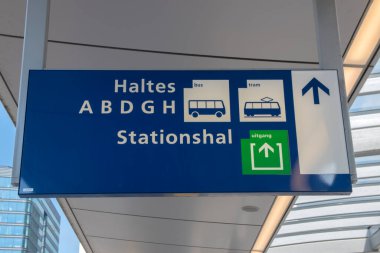 Haltes bus tram
A B D G H
Stationshal uitgang